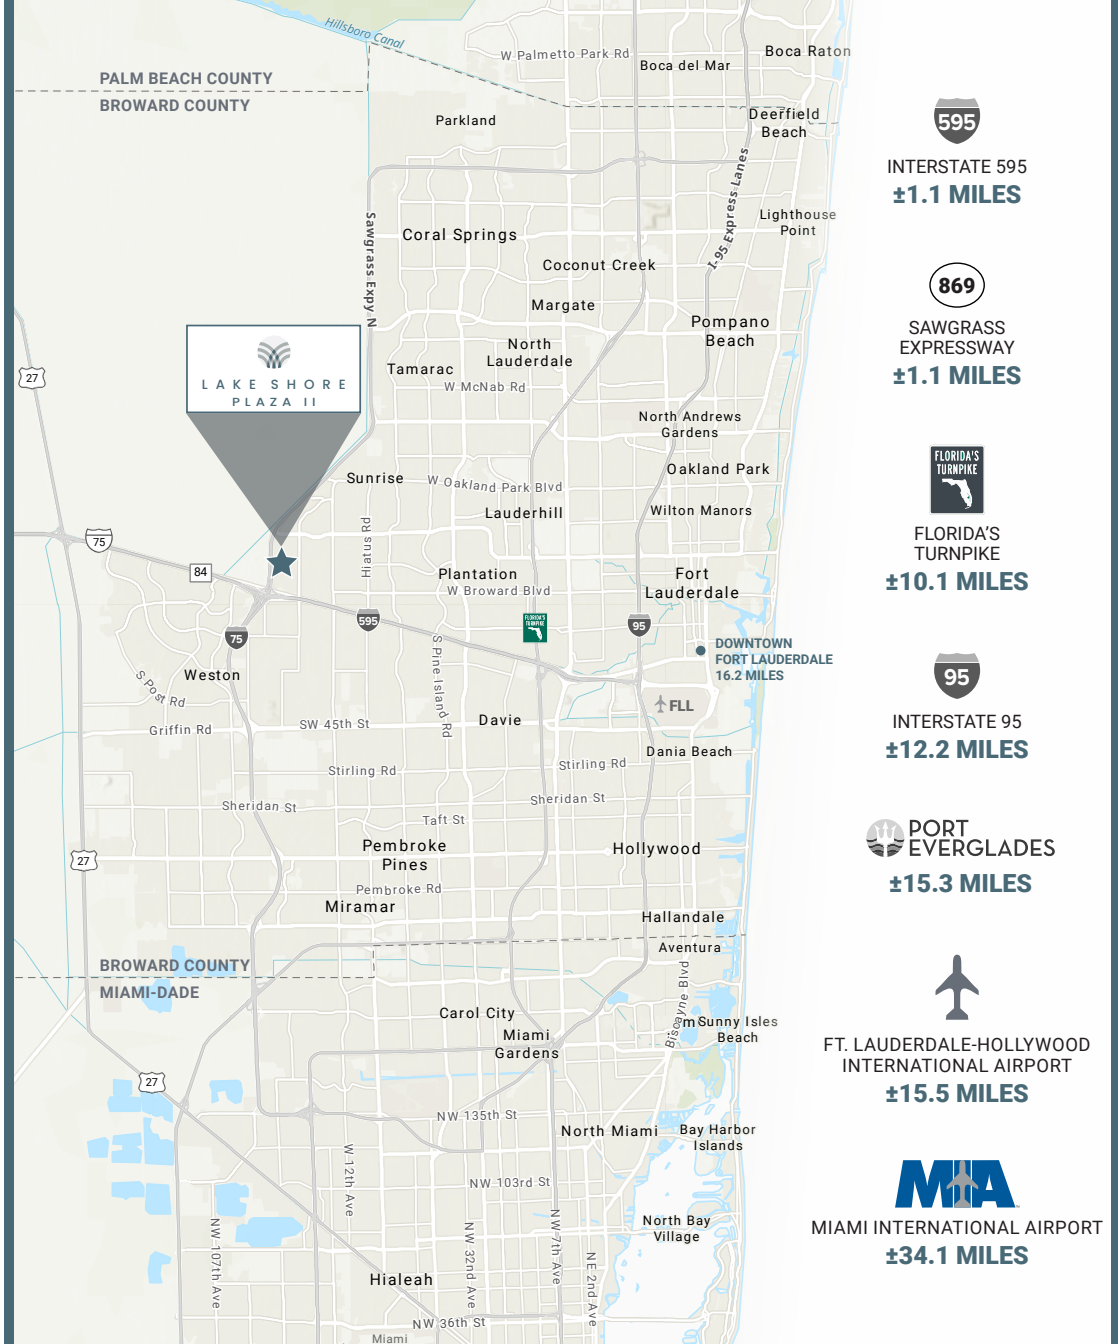 Hillsboro Canal
W Palmetto Park Rd
Boca Raton
Boca del Mar
PALM BEACH COUNTY
BROWARD COUNTY
Parkland
Deerfield
Beach
I-95 Express Lanes
Sawgrass Expy N
Lighthouse
Point
Coral Springs
Coconut Creek
Margate
Pompano
Beach
North
Lauderdale
27
LAKE SHORE
PLAZA II
Tamarac
W McNab Rd
North Andrews
Gardens
Oakland Park
Sunrise
W Oakland Park Blvd
Lauderhill
Wilton Manors
Hiatus Rd
75
84
Plantation
W Broward Blvd
Fort
Lauderdale
595
FLORIDA'S
TURNPIKE
95
75
DOWNTOWN
FORT LAUDERDALE
16.2 MILES
S Pine Island Rd
Weston
S Post Rd
FLL
Griffin Rd
SW 45th St
Davie
Dania Beach
Stirling Rd
Stirling Rd
Sheridan St
Sheridan St
Taft St
Pembroke
Pines
Hollywood
27
Pembroke Rd
Miramar
Hallandale
Aventura
BROWARD COUNTY
MIAMI-DADE
Biscayne Blvd
Carol City
Miami
Gardens
m
Sunny Isles
Beach
27
NW 135th St
North Miami
Bay Harbor
Islands
W 12th Ave
NW 103rd St
NW 107th Ave
NW 32nd Ave
NW 7th Ave
NE 2nd Ave
North Bay
Village
Hialeah
NW 36th St
Miami
595
INTERSTATE 595
±1.1 MILES
869
SAWGRASS
EXPRESSWAY
±1.1 MILES
FLORIDA'S
TURNPIKE
FLORIDA’S
TURNPIKE
±10.1 MILES
95
INTERSTATE 95
±12.2 MILES
PORT
EVERGLADES
±15.3 MILES
FT. LAUDERDALE-HOLLYWOOD
INTERNATIONAL AIRPORT
±15.5 MILES
MIA
MIAMI INTERNATIONAL AIRPORT
±34.1 MILES